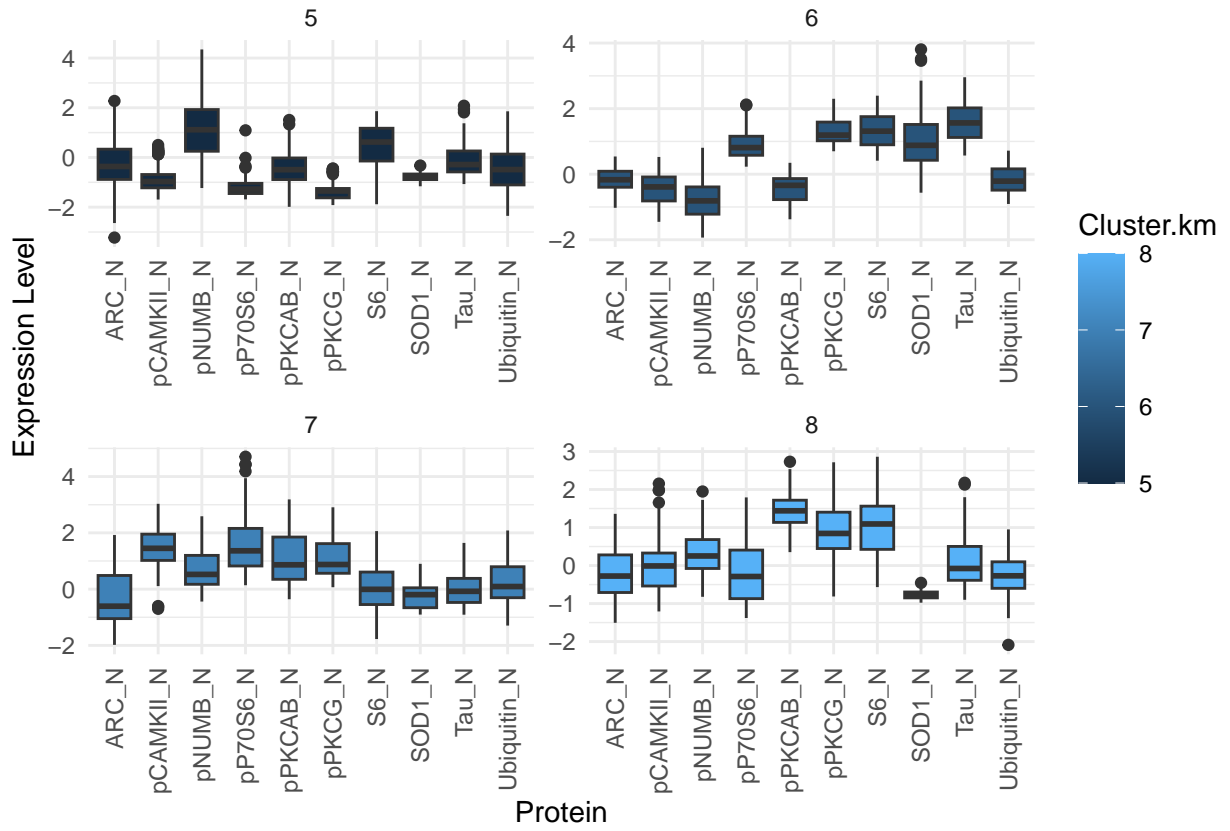 5
4
2
0
−2
ARC_N
pCAMKII_N
pNUMB_N
pP70S6_N
pPKCAB_N
pPKCG_N
S6_N
SOD1_N
Tau_N
Ubiquitin_N
6
4
2
0
−2
ARC_N
pCAMKII_N
pNUMB_N
pP70S6_N
pPKCAB_N
pPKCG_N
S6_N
SOD1_N
Tau_N
Ubiquitin_N
7
4
2
0
−2
ARC_N
pCAMKII_N
pNUMB_N
pP70S6_N
pPKCAB_N
pPKCG_N
S6_N
SOD1_N
Tau_N
Ubiquitin_N
8
3
2
1
0
−1
−2
ARC_N
pCAMKII_N
pNUMB_N
pP70S6_N
pPKCAB_N
pPKCG_N
S6_N
SOD1_N
Tau_N
Ubiquitin_N
Expression Level
Protein
Cluster.km
8
7
6
5